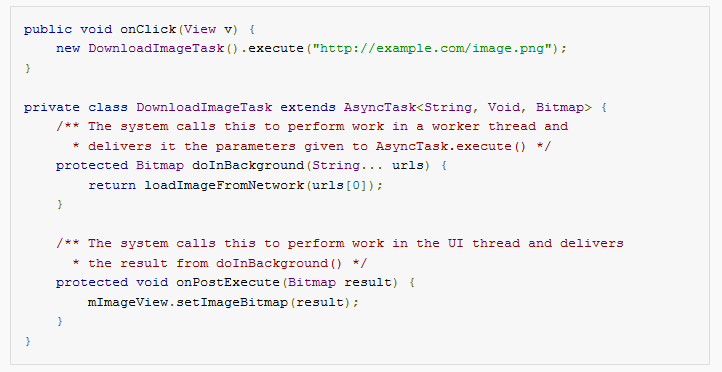 public void onClick(View v) {
    new DownloadImageTask().execute("http://example.com/image.png");
}

private class DownloadImageTask extends AsyncTask<String, Void, Bitmap> {
    /** The system calls this to perform work in a worker thread and
      * delivers it the parameters given to AsyncTask.execute() */
    protected Bitmap doInBackground(String... urls) {
        return loadImageFromNetwork(urls[0]);
    }

    /** The system calls this to perform work in the UI thread and delivers
      * the result from doInBackground() */
    protected void onPostExecute(Bitmap result) {
        mImageView.setImageBitmap(result);
    }
}